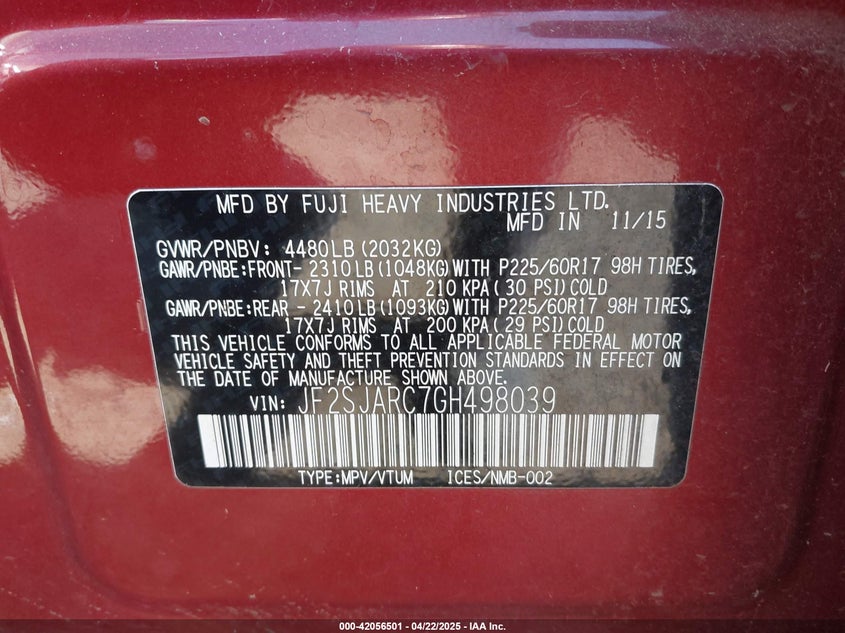 MFD BY FUJI HEAVY INDUSTRIES LTD.
MFD IN 11/15
GVWR/PNBV: 4480LB (2032KG)
GAWR/PNBE:FRONT- 2310LB (1048KG) WITH P225/60R17 98H TIRES,
17X7J RIMS AT 210 KPA ( 30 PSI) COLD
GAWR/PNBE:REAR - 2410LB (1093KG) WITH P225/60R17 98H TIRES,
17X7J RIMS AT 200 KPA ( 29 PSI) COLD
THIS VEHICLE CONFORMS TO ALL APPLICABLE FEDERAL MOTOR
VEHICLE SAFETY AND THEFT PREVENTION STANDARDS IN EFFECT ON
THE DATE OF MANUFACTURE SHOWN ABOVE.
VIN: JF2SJARC7GH498039
TYPE:MPV/VTUM ICES/NMB-002
000-42056501 - 04/22/2025 - IAA Inc.